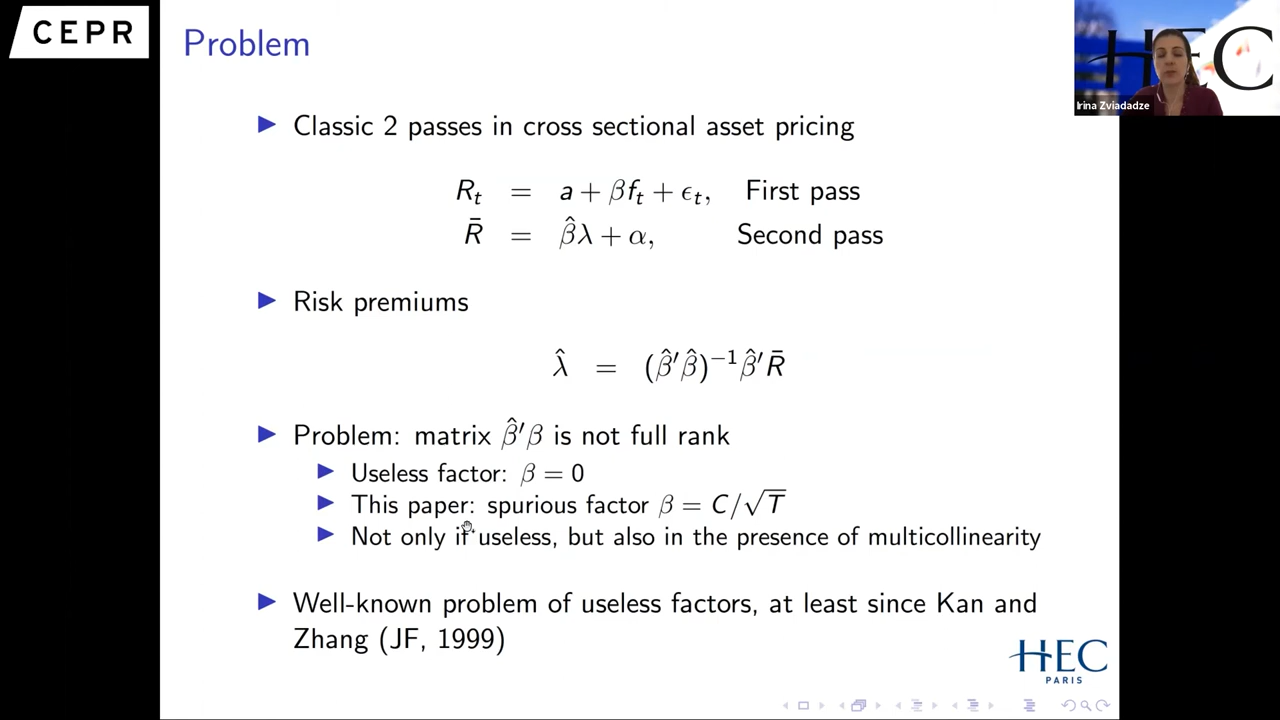 CEPR
Problem
HEC
Irina Zviadadze
▶ Classic 2 passes in cross sectional asset pricing
R_t = a + βf_t + ϵ_t, First pass
R̄ = β̂λ + α, Second pass
▶ Risk premiums
λ̂ = (β̂′β̂)⁻¹β̂′R̄
▶ Problem: matrix β̂′β is not full rank
▶ Useless factor: β = 0
▶ This paper: spurious factor β = C/√T
▶ Not only if useless, but also in the presence of multicollinearity
▶ Well-known problem of useless factors, at least since Kan and
Zhang (JF, 1999)
HEC
PARIS